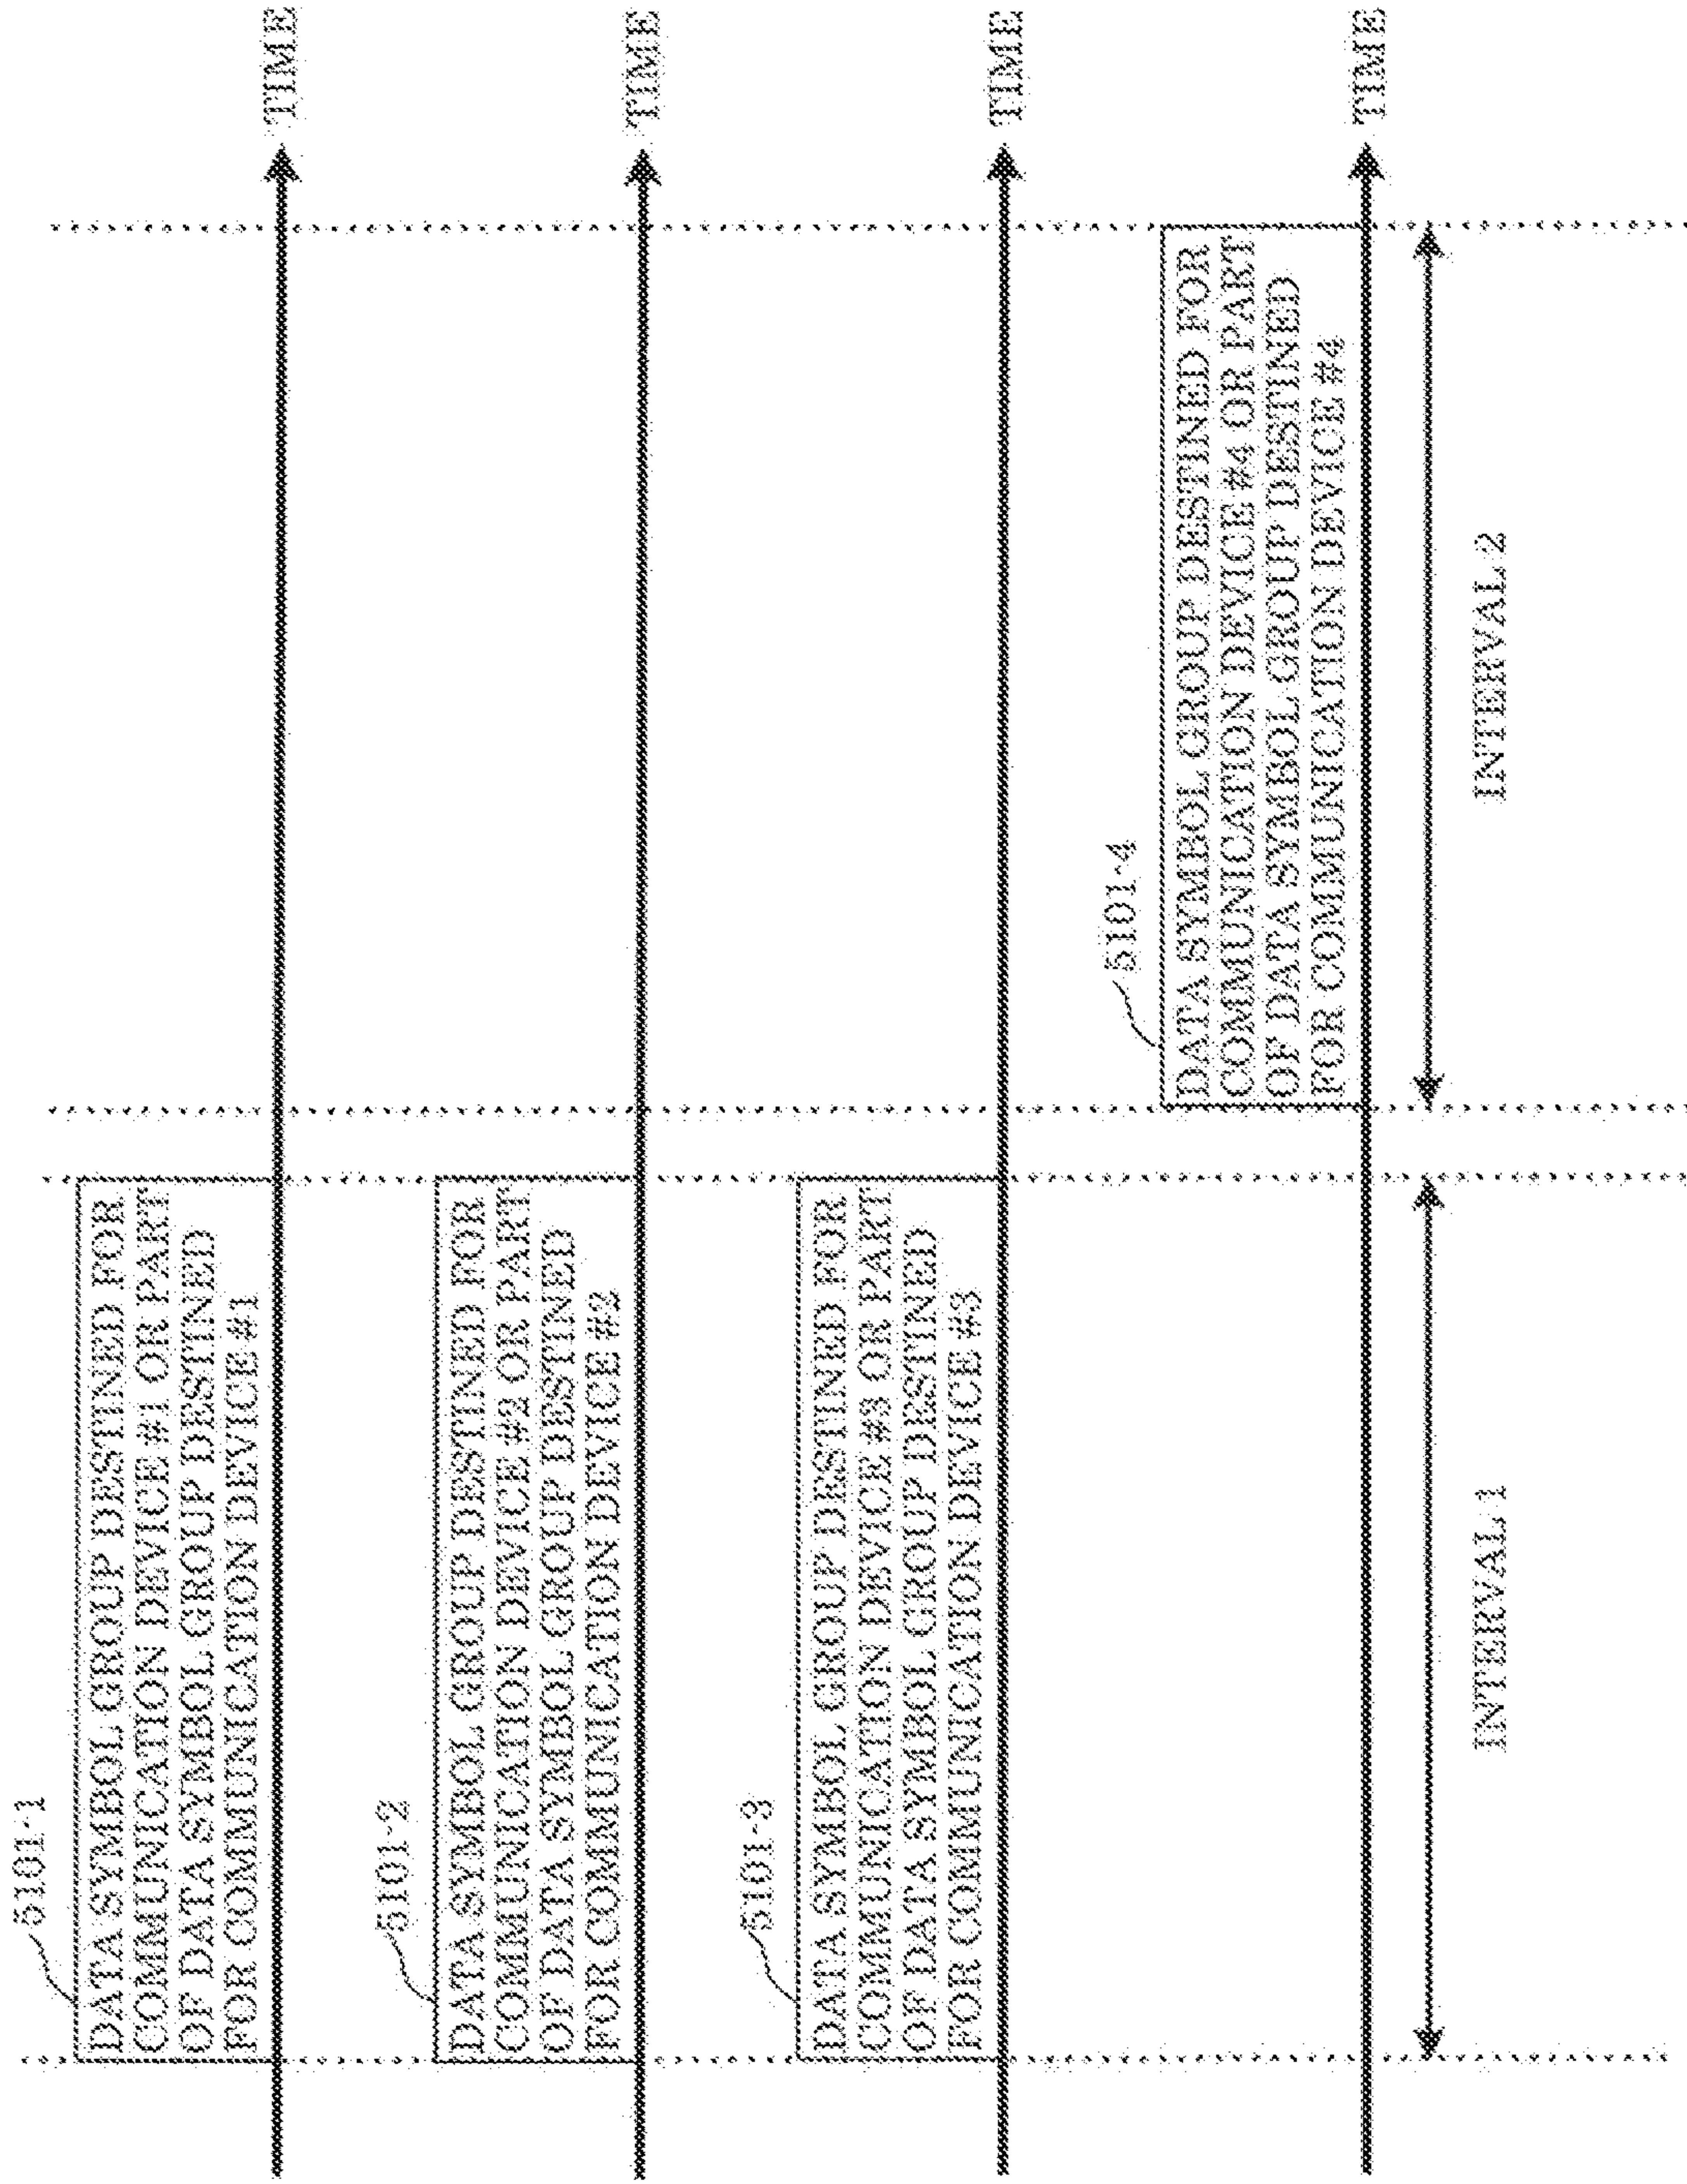 5101-1
DATA SYMBOL GROUP DESTINED FOR
COMMUNICATION DEVICE #1 OR PART
OF DATA SYMBOL GROUP DESTINED
FOR COMMUNICATION DEVICE #1
TIME
5101-2
DATA SYMBOL GROUP DESTINED FOR
COMMUNICATION DEVICE #2 OR PART
OF DATA SYMBOL GROUP DESTINED
FOR COMMUNICATION DEVICE #2
TIME
5101-3
DATA SYMBOL GROUP DESTINED FOR
COMMUNICATION DEVICE #3 OR PART
OF DATA SYMBOL GROUP DESTINED
FOR COMMUNICATION DEVICE #3
TIME
5101-4
DATA SYMBOL GROUP DESTINED FOR
COMMUNICATION DEVICE #4 OR PART
OF DATA SYMBOL GROUP DESTINED
FOR COMMUNICATION DEVICE #4
TIME
INTERVAL 1
INTERVAL 2